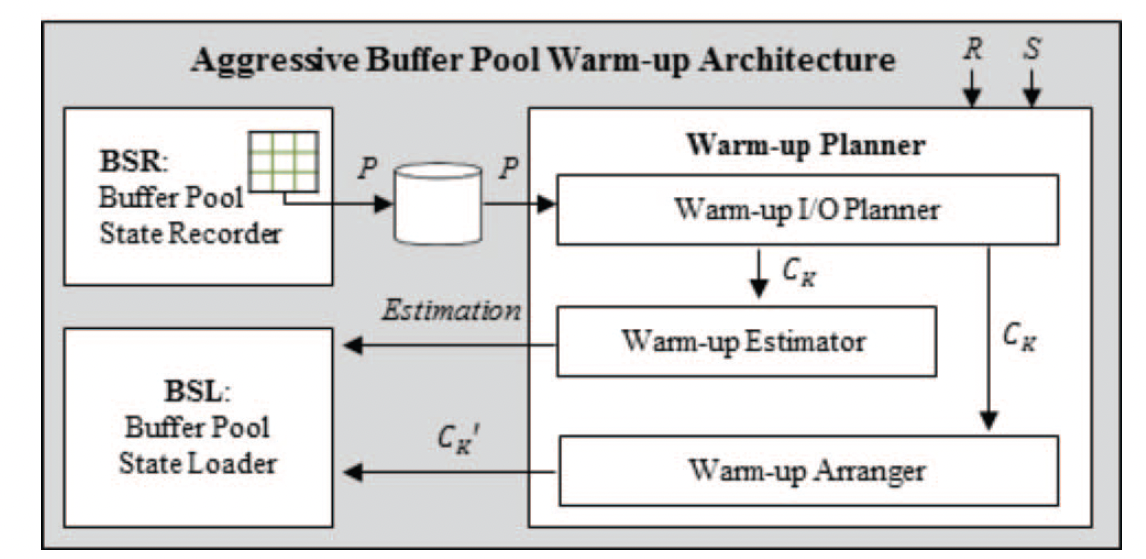 Aggressive Buffer Pool Warm-up Architecture
R S
BSR:
Buffer Pool
State Recorder
P
P
Warm-up Planner
Warm-up I/O Planner
C_K
Estimation
Warm-up Estimator
C_K
BSL:
Buffer Pool
State Loader
C_K'
Warm-up Arranger